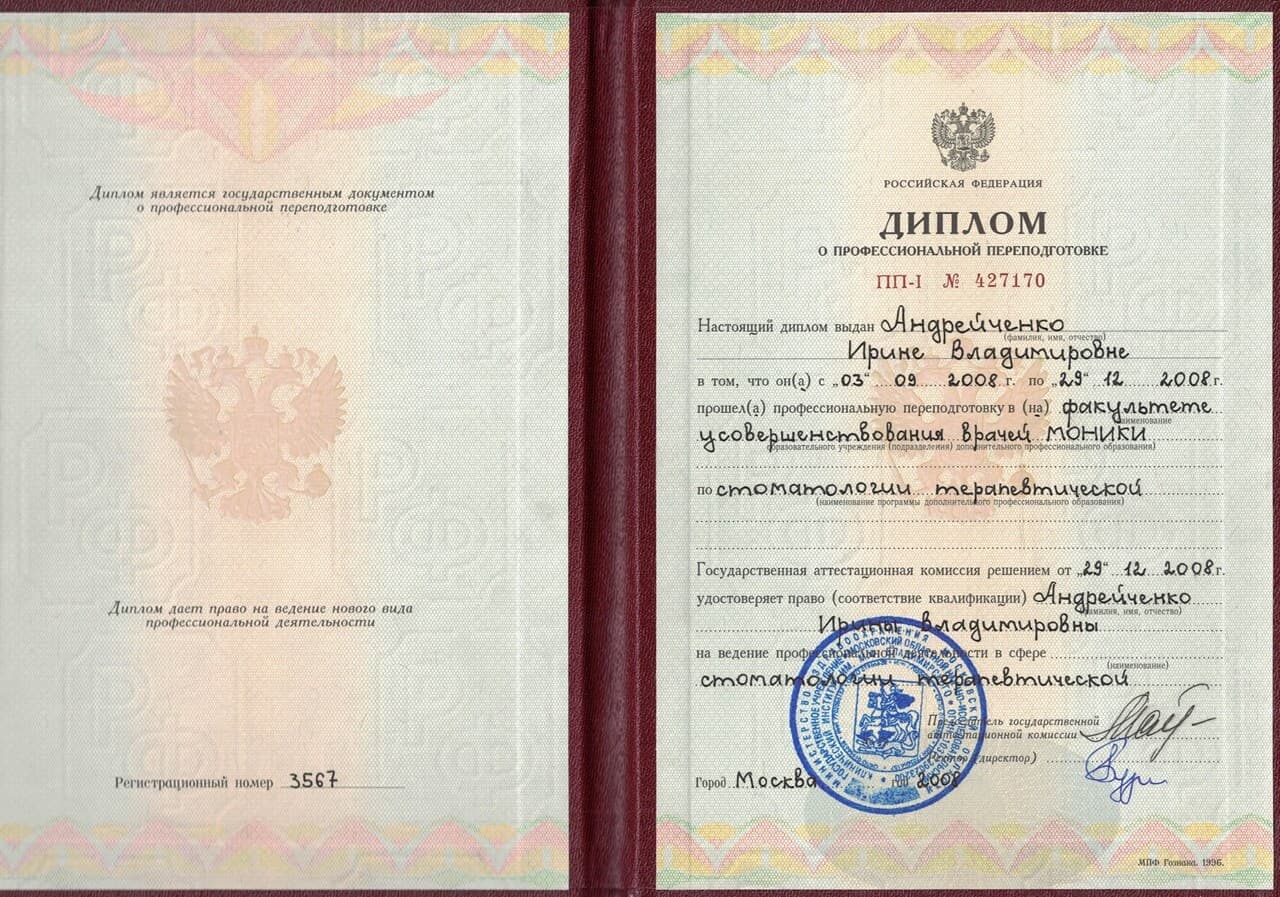 Диплом является государственным документом
о профессиональной переподготовке
Диплом дает право на ведение нового вида
профессиональной деятельности
Регистрационный номер 3567
РОССИЙСКАЯ ФЕДЕРАЦИЯ
ДИПЛОМ
О ПРОФЕССИОНАЛЬНОЙ ПЕРЕПОДГОТОВКЕ
ПП-I № 427170
Настоящий диплом выдан Андрейченко
(фамилия, имя, отчество)
Ирине Владимировне
в том, что он(а) с „03“ 09 2008 г. по „29“ 12 2008 г.
прошел(а) профессиональную переподготовку в (на) факультете
(наименование
усовершенствования врачей МОНИКИ
образовательного учреждения (подразделения) дополнительного профессионального образования)
по стоматологии терапевтической
(наименование программы дополнительного профессионального образования)
Государственная аттестационная комиссия решением от „29“ 12 2008 г.
удостоверяет право (соответствие квалификации) Андрейченко
(фамилия, имя, отчество)
Ирины Владимировны
на ведение профессиональной деятельности в сфере
(наименование)
стоматологии терапевтической
Председатель государственной
аттестационной комиссии
Ректор (директор)
Город Москва год 2008
МПФ Гознака. 1996.